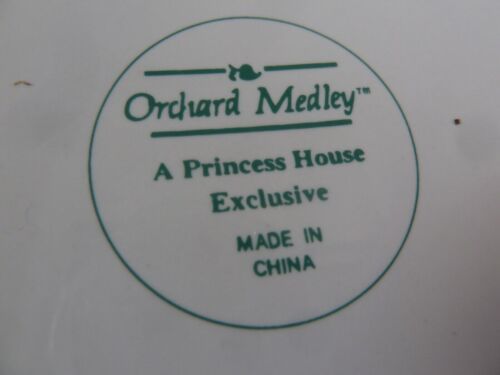 Orchard Medley™
A Princess House
Exclusive
MADE IN
CHINA